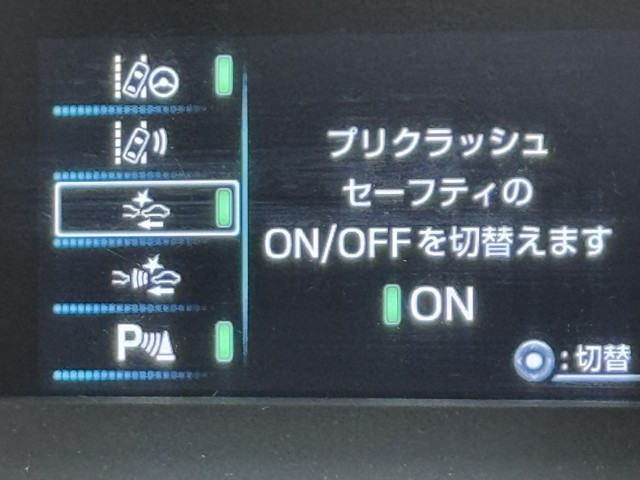 プリクラッシュ
セーフティの
ON/OFFを切替えます
ON
P
:切替